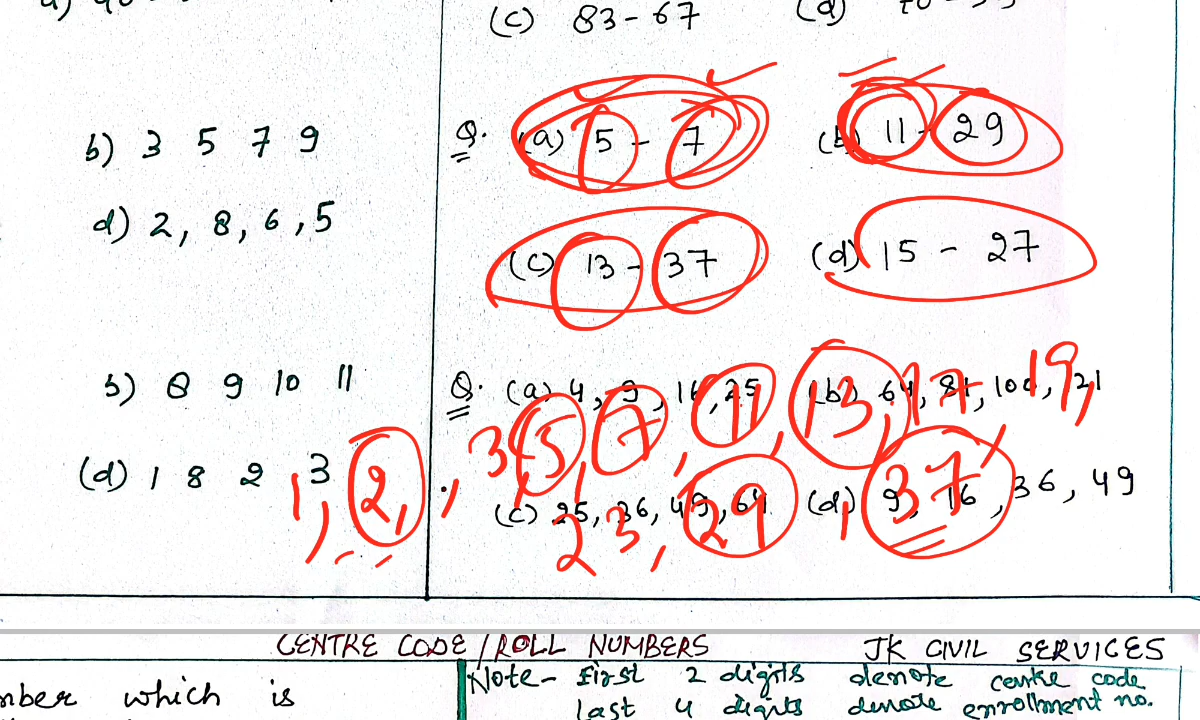 (c) 83-67
b) 3 5 7 9
Q. (a) 5 - 7 (b) 11 - 29
d) 2, 8, 6, 5
(c) 13 - 37 (d) 15 - 27
b) 8 9 10 11
Q. (a) 4, 9, 16, 25 (b) 64, 81, 100, 121
(d) 1 8 2 3
(c) 25, 36, 49, 64 (d) 9, 16, 36, 49
1, 2, 3, 5, 7, 11, 13, 17, 19,
23, 29, 37,
CENTRE CODE / ROLL NUMBERS JK CIVIL SERVICES
which is
Note- First 2 digits denote centre code
last 4 digits denote enrollment no.